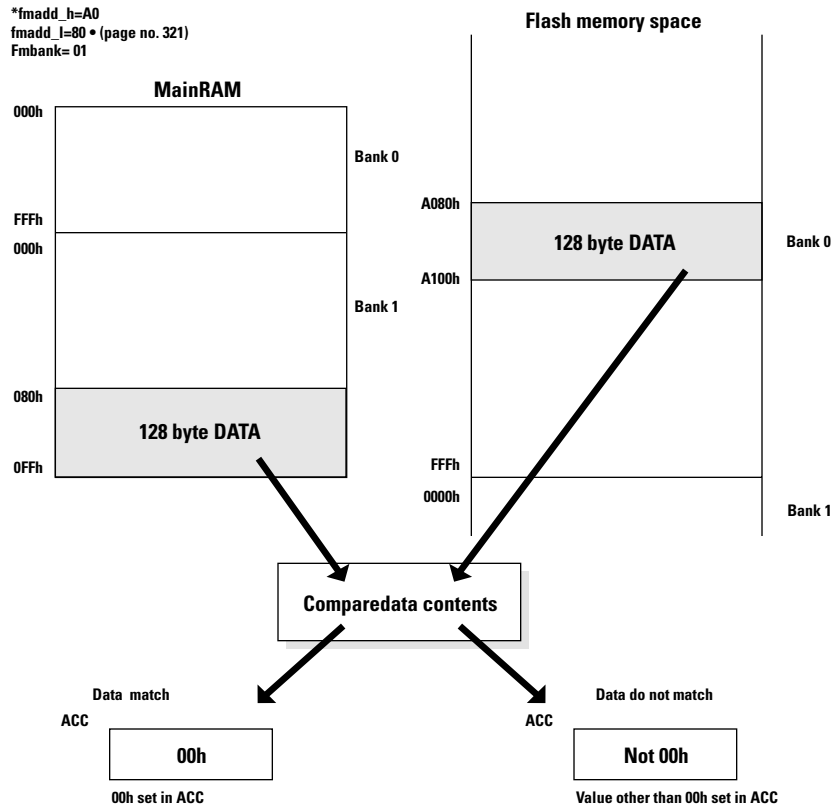 *fmadd_h=A0
fmadd_l=80 • (page no. 321)
Fmbank= 01
Flash memory space
MainRAM
000h
Bank 0
FFFh
000h
Bank 1
080h
128 byte DATA
0FFh
A080h
128 byte DATA
Bank 0
A100h
FFFh
0000h
Bank 1
Comparedata contents
Data match
ACC
00h
00h set in ACC
Data do not match
ACC
Not 00h
Value other than 00h set in ACC